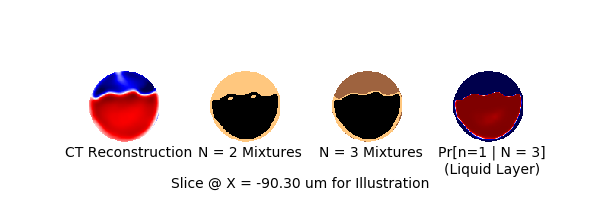 CT Reconstruction
N = 2 Mixtures
N = 3 Mixtures
Pr[n=1 | N = 3]
(Liquid Layer)
Slice @ X = -90.30 um for Illustration